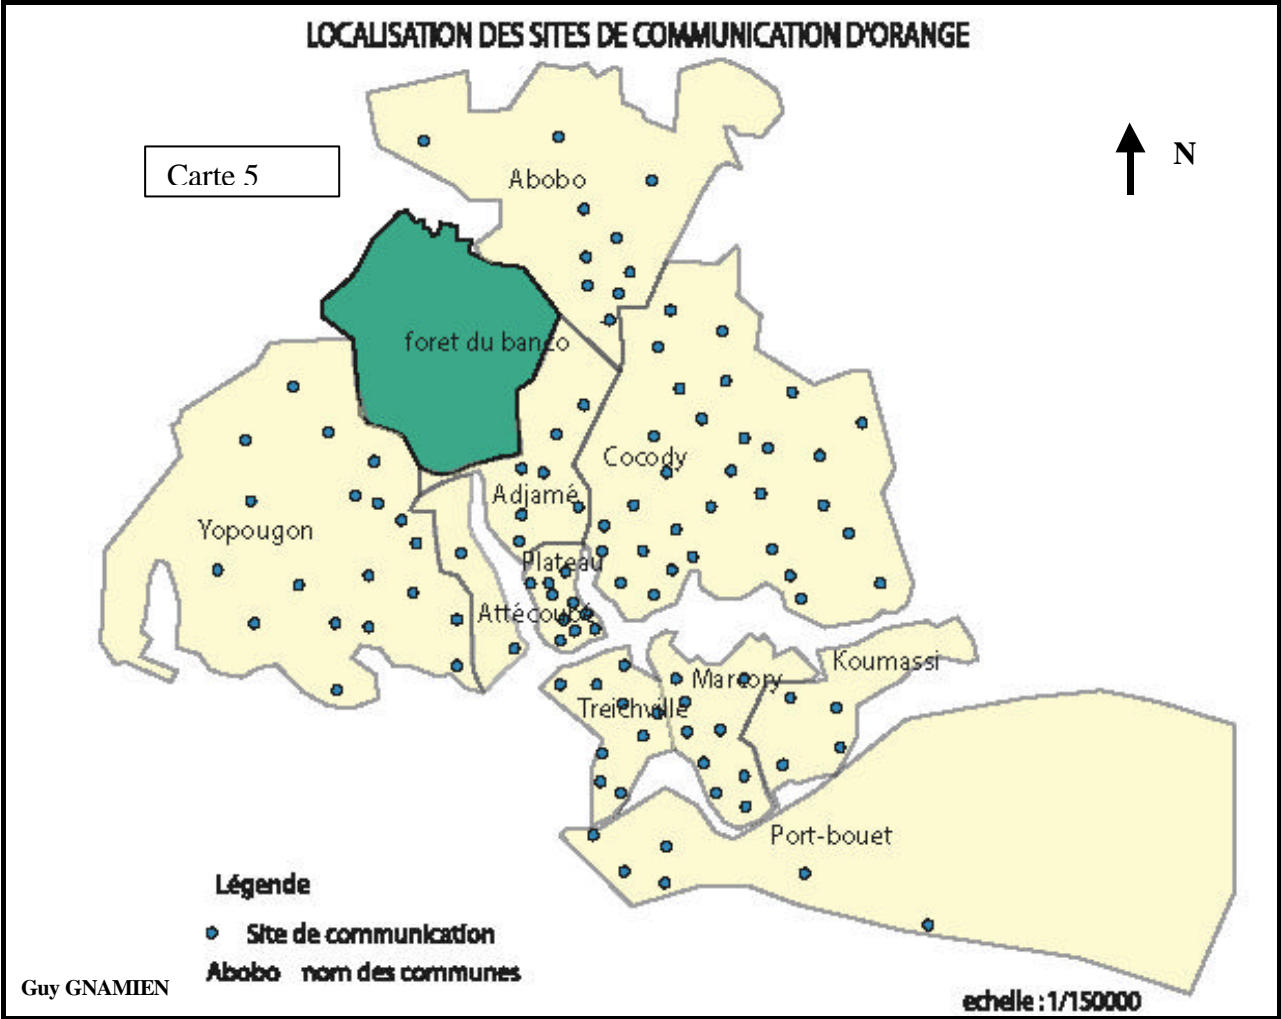 LOCALISATION DES SITES DE COMMUNICATION D'ORANGE
Carte 5
N
Abobo
foret du banco
Cocody
Adjamé
Yopougon
Plateau
Attécoubé
Koumassi
Marcory
Treichville
Port-bouet
Légende
Site de communication
Abobo nom des communes
Guy GNAMIEN
echelle : 1/150000